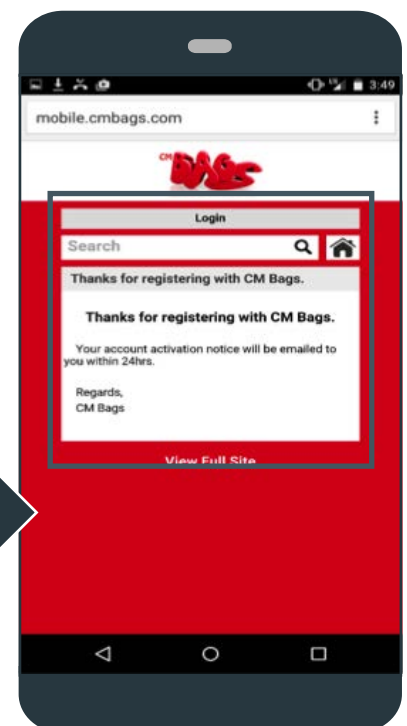 3:49
mobile.cmbags.com
CM BAGS
Login
Search
Thanks for registering with CM Bags.
Thanks for registering with CM Bags.
Your account activation notice will be emailed to
you within 24hrs.
Regards,
CM Bags
View Full Site